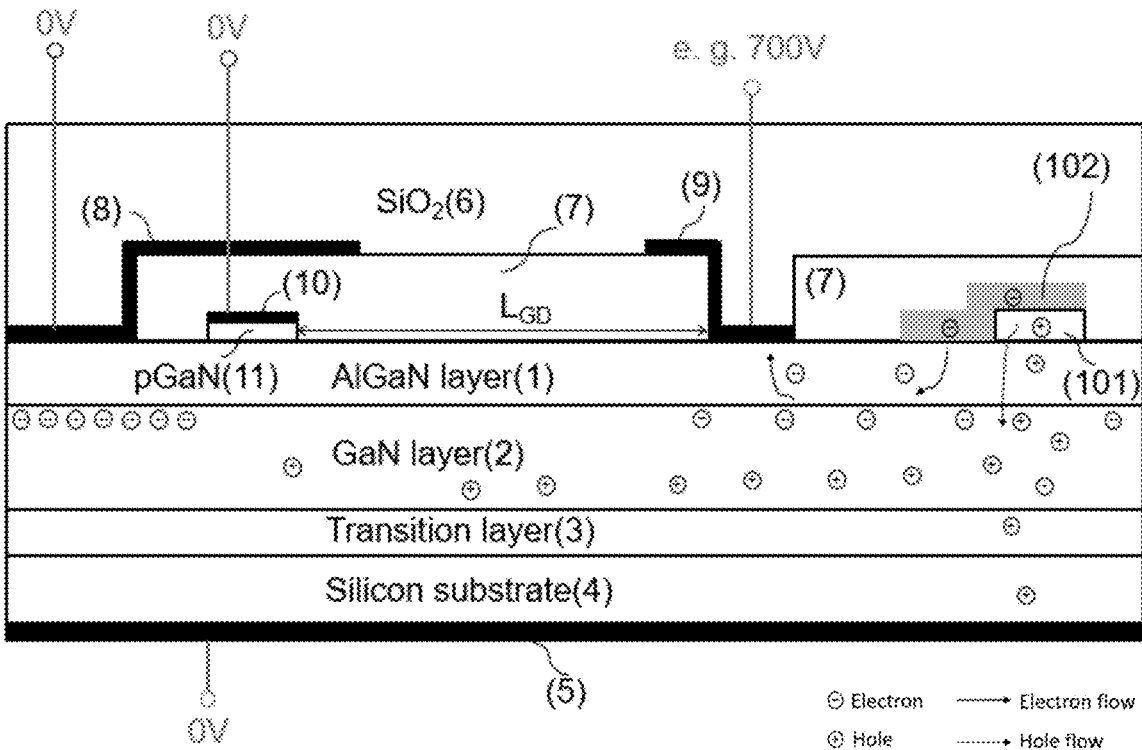 0V
0V
e. g. 700V
(102)
(8)
SiO₂(6)
(7)
(9)
(10)
(7)
L_GD
pGaN(11)
AlGaN layer(1)
(101)
GaN layer(2)
Transition layer(3)
Silicon substrate(4)
(5)
0V
⊖ Electron → Electron flow
⊕ Hole ⇢ Hole flow